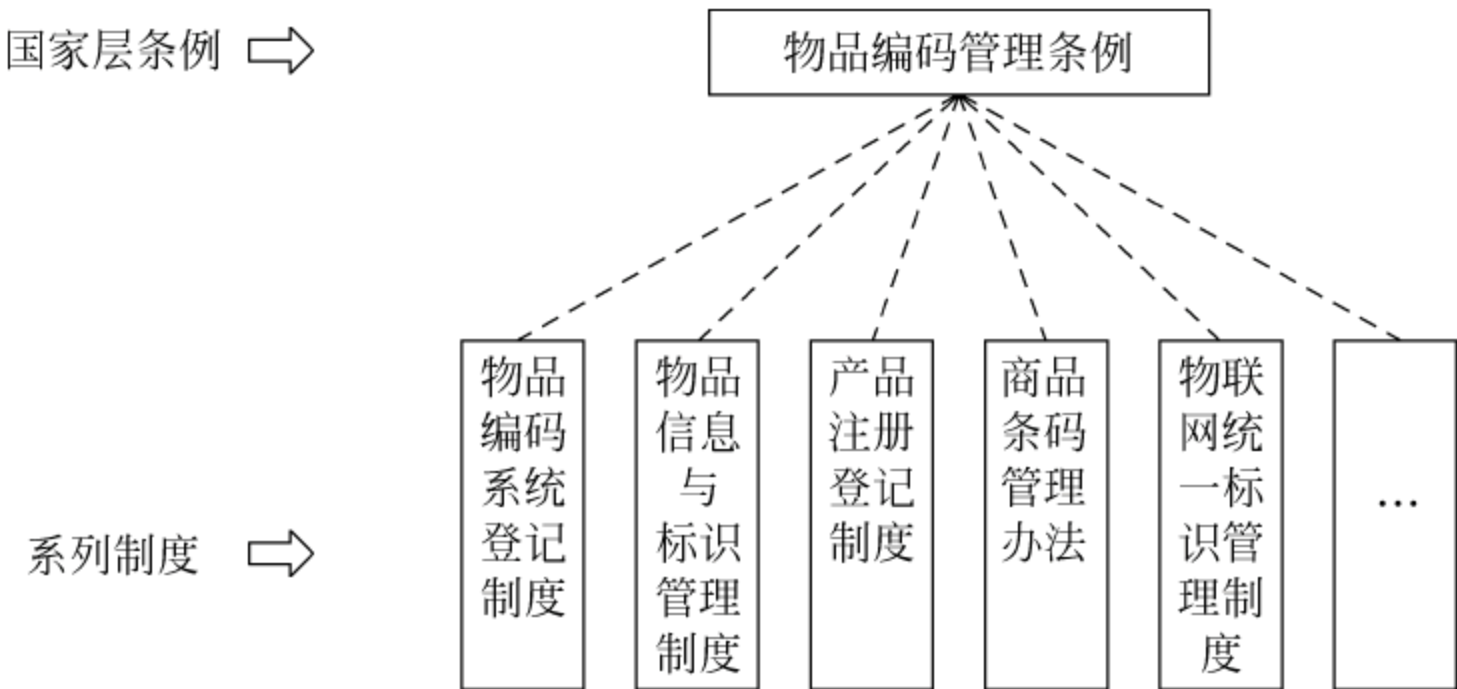 国家层条例
物品编码管理条例
系列制度
物品
编码
系统
登记
制度
物品
信息
与
标识
管理
制度
产品
注册
登记
制度
商品
条码
管理
办法
物联
网统
一标
识管
理制
度
...